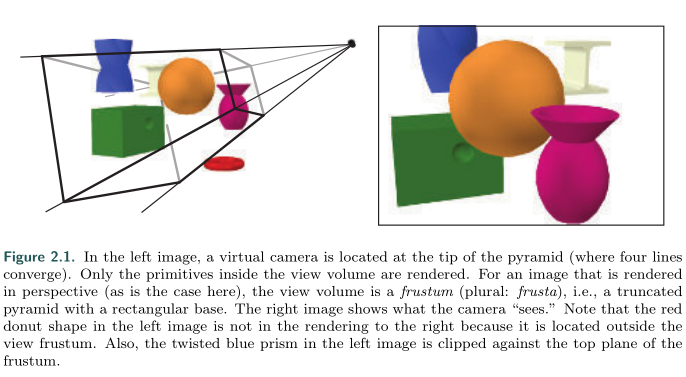 Figure 2.1. In the left image, a virtual camera is located at the tip of the pyramid (where four lines
converge). Only the primitives inside the view volume are rendered. For an image that is rendered
in perspective (as is the case here), the view volume is a frustum (plural: frusta), i.e., a truncated
pyramid with a rectangular base. The right image shows what the camera “sees.” Note that the red
donut shape in the left image is not in the rendering to the right because it is located outside the
view frustum. Also, the twisted blue prism in the left image is clipped against the top plane of the
frustum.